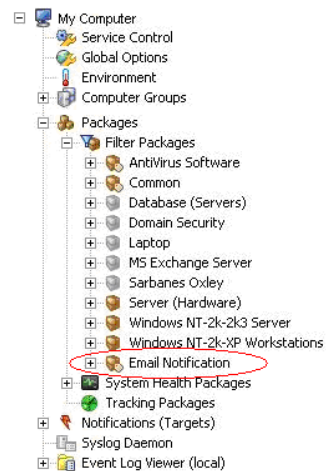 My Computer
Service Control
Global Options
Environment
Computer Groups
Packages
Filter Packages
AntiVirus Software
Common
Database (Servers)
Domain Security
Laptop
MS Exchange Server
Sarbanes Oxley
Server (Hardware)
Windows NT-2k-2k3 Server
Windows NT-2k-XP Workstations
Email Notification
System Health Packages
Tracking Packages
Notifications (Targets)
Syslog Daemon
Event Log Viewer (local)